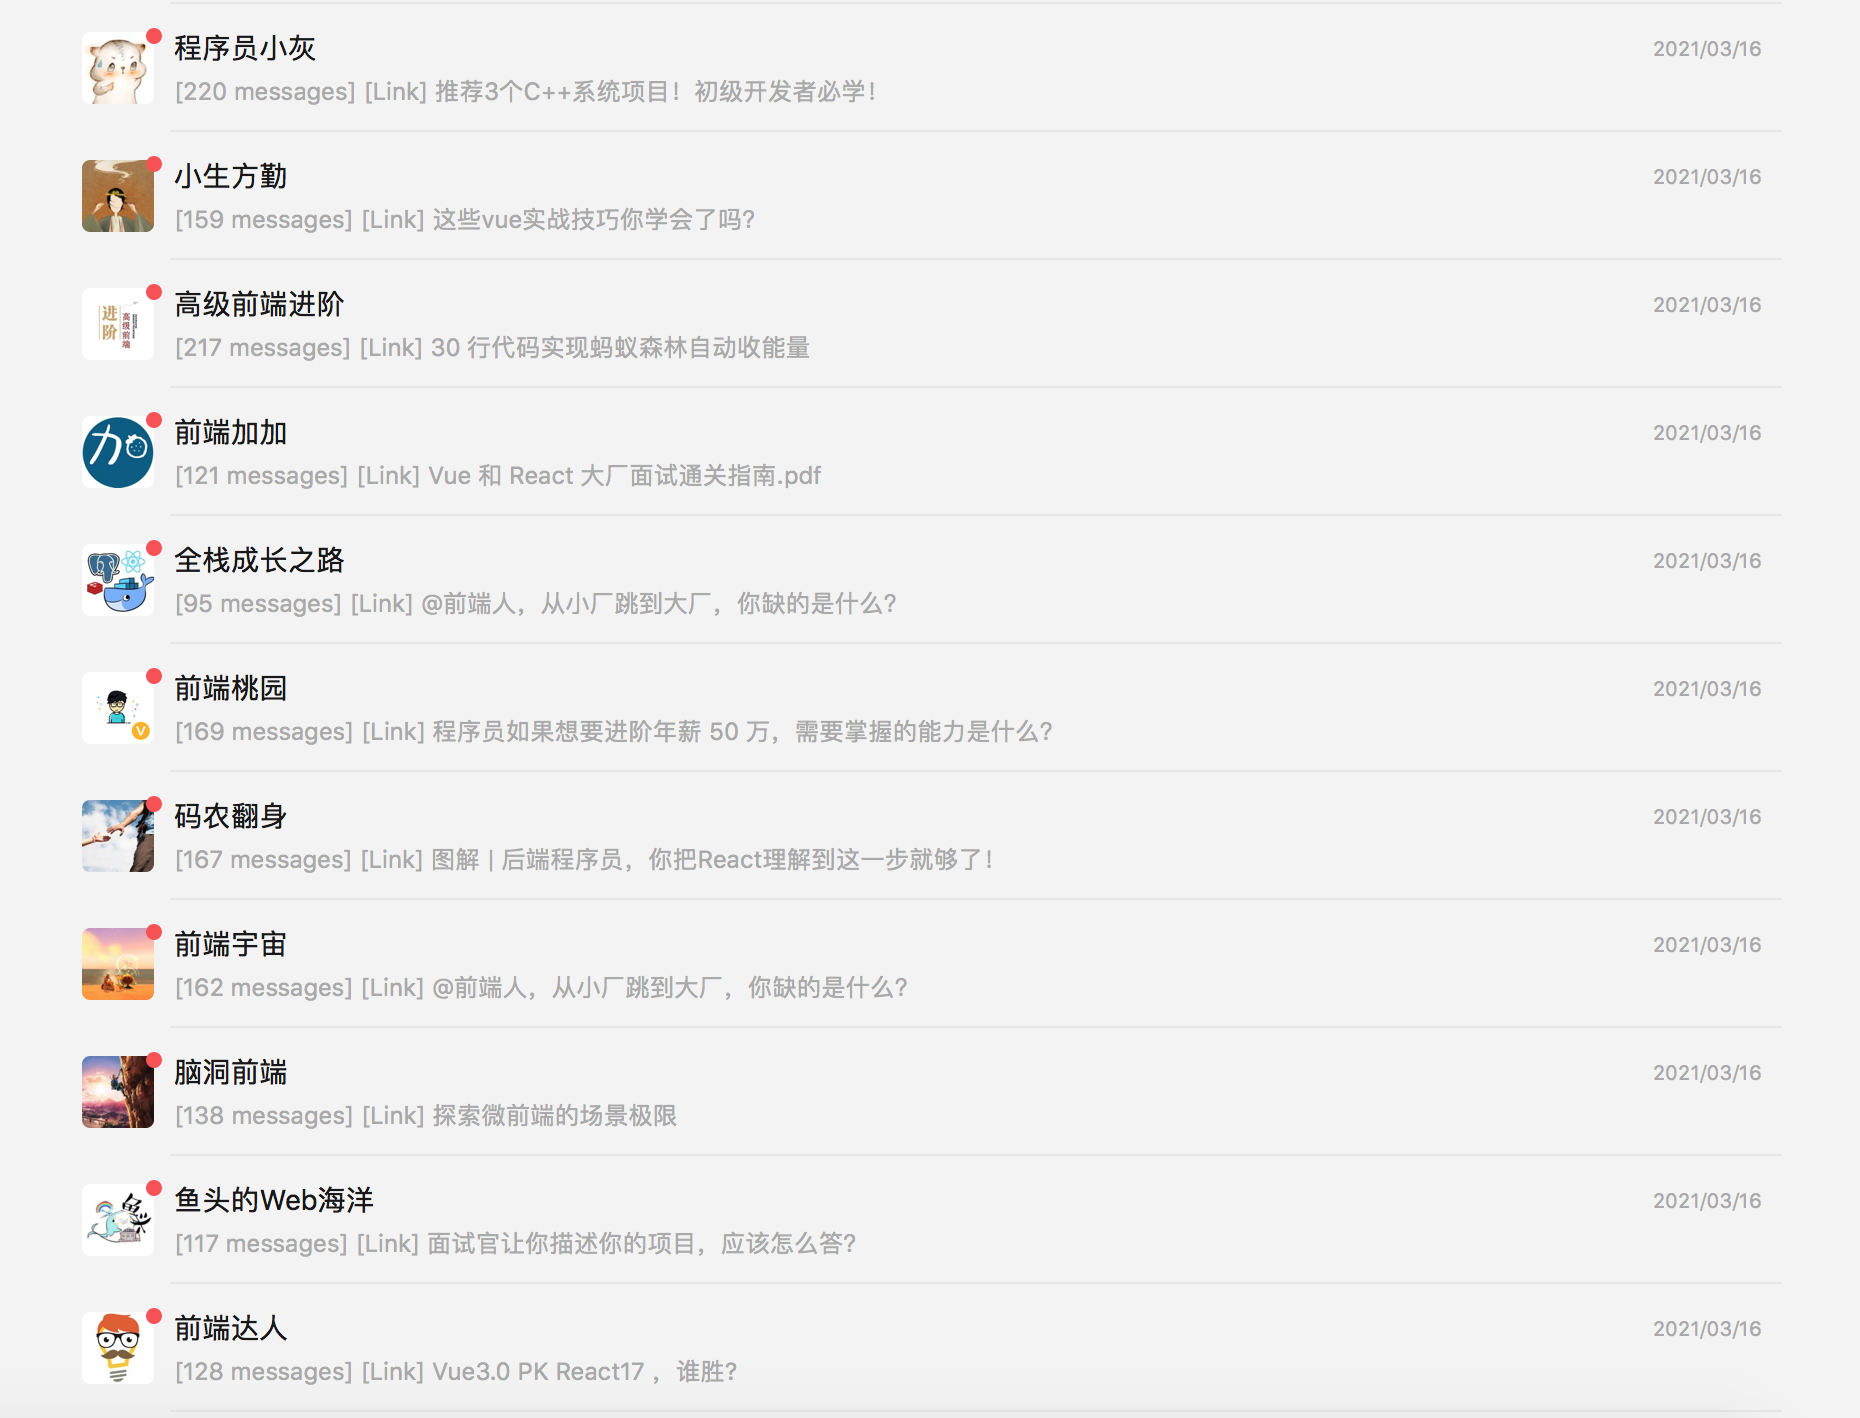 程序员小灰
2021/03/16
[220 messages] [Link] 推荐3个C++系统项目！初级开发者必学！
小生方勤
2021/03/16
[159 messages] [Link] 这些vue实战技巧你学会了吗?
进阶
高级前端
高级前端进阶
2021/03/16
[217 messages] [Link] 30 行代码实现蚂蚁森林自动收能量
加
前端加加
2021/03/16
[121 messages] [Link] Vue 和 React 大厂面试通关指南.pdf
全栈成长之路
2021/03/16
[95 messages] [Link] @前端人，从小厂跳到大厂，你缺的是什么?
V
前端桃园
2021/03/16
[169 messages] [Link] 程序员如果想要进阶年薪 50 万，需要掌握的能力是什么?
码农翻身
2021/03/16
[167 messages] [Link] 图解 | 后端程序员，你把React理解到这一步就够了！
前端宇宙
2021/03/16
[162 messages] [Link] @前端人，从小厂跳到大厂，你缺的是什么?
脑洞前端
2021/03/16
[138 messages] [Link] 探索微前端的场景极限
鱼头
鱼头的Web海洋
2021/03/16
[117 messages] [Link] 面试官让你描述你的项目，应该怎么答?
前端达人
2021/03/16
[128 messages] [Link] Vue3.0 PK React17 ，谁胜?